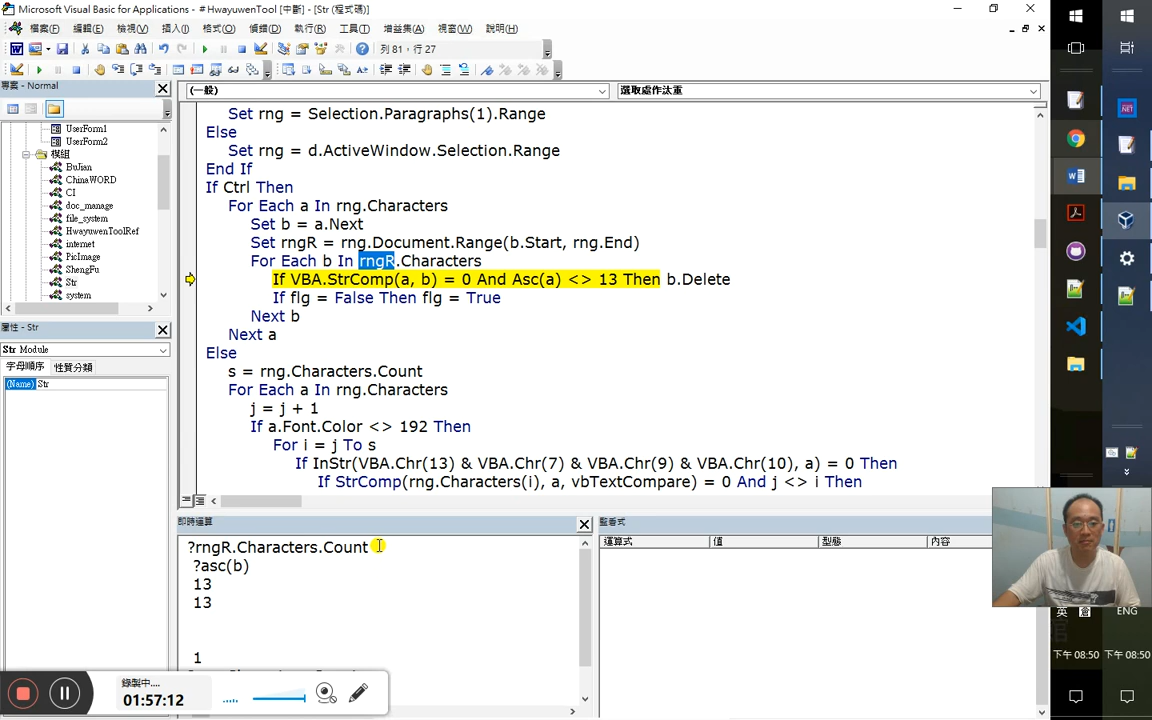 Microsoft Visual Basic for Applications - # HwayuwenTool [中斷] - [Str (程式碼)]
檔案(F) 編輯(E) 檢視(V) 插入(I) 格式(O) 偵錯(D) 執行(R) 工具(T) 增益集(A) 視窗(W) 說明(H)
列 81，行 27
專案 - Normal
UserForm1
UserForm2
模組
BuJian
ChinaWORD
CI
doc_manage
file_system
HwayuwenToolRef
internet
PicImage
ShengFu
Str
system
屬性 - Str
Str Module
字母順序 性質分類
(Name) Str
(一般)
選取處作汰重
Set rng = Selection.Paragraphs(1).Range
Else
Set rng = d.ActiveWindow.Selection.Range
End If
If Ctrl Then
For Each a In rng.Characters
Set b = a.Next
Set rngR = rng.Document.Range(b.Start, rng.End)
For Each b In rngR.Characters
If VBA.StrComp(a, b) = 0 And Asc(a) <> 13 Then b.Delete
If flg = False Then flg = True
Next b
Next a
Else
s = rng.Characters.Count
For Each a In rng.Characters
j = j + 1
If a.Font.Color <> 192 Then
For i = j To s
If InStr(VBA.Chr(13) & VBA.Chr(7) & VBA.Chr(9) & VBA.Chr(10), a) = 0 Then
If StrComp(rng.Characters(i), a, vbTextCompare) = 0 And j <> i Then
即時運算
?rngR.Characters.Count
?asc(b)
13
13
1
監看式
運算式 值 型態 內容
錄製中....
01:57:12
英 ENG
下午 08:50 下午 08:50